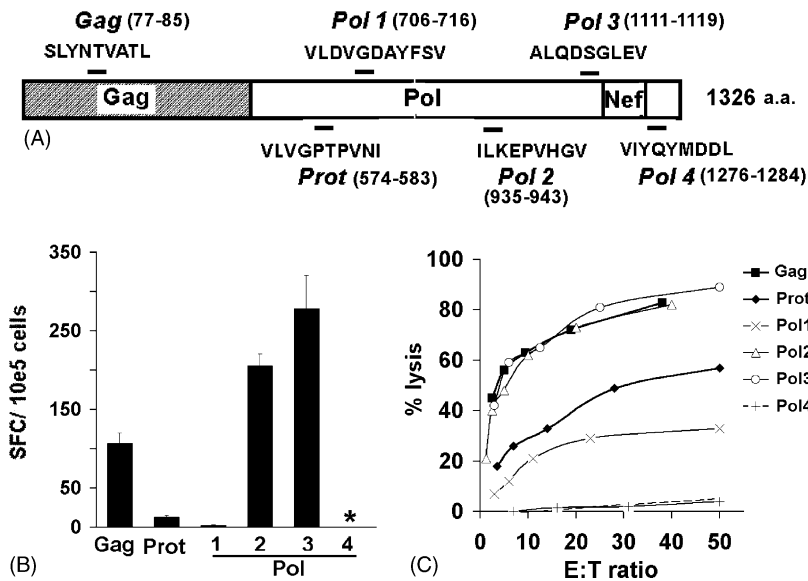 Gag (77-85) Pol 1 (706-716) Pol 3 (1111-1119)
SLYNTVATL VLDVGDAYFSV ALQDSGLEV
Gag Pol Nef 1326 a.a.
(A)
VLVGPTPVNI ILKEPVHGV VIYQYMDDL
Prot (574-583) Pol 2 Pol 4 (1276-1284)
(935-943)
350
250
150
50
0
SFC/ 10e5 cells
*
Gag Prot 1 2 3 4
Pol
(B)
100
80
60
40
20
0
% lysis
0 10 20 30 40 50
E:T ratio
Gag
Prot
Pol1
Pol2
Pol3
Pol4
(C)